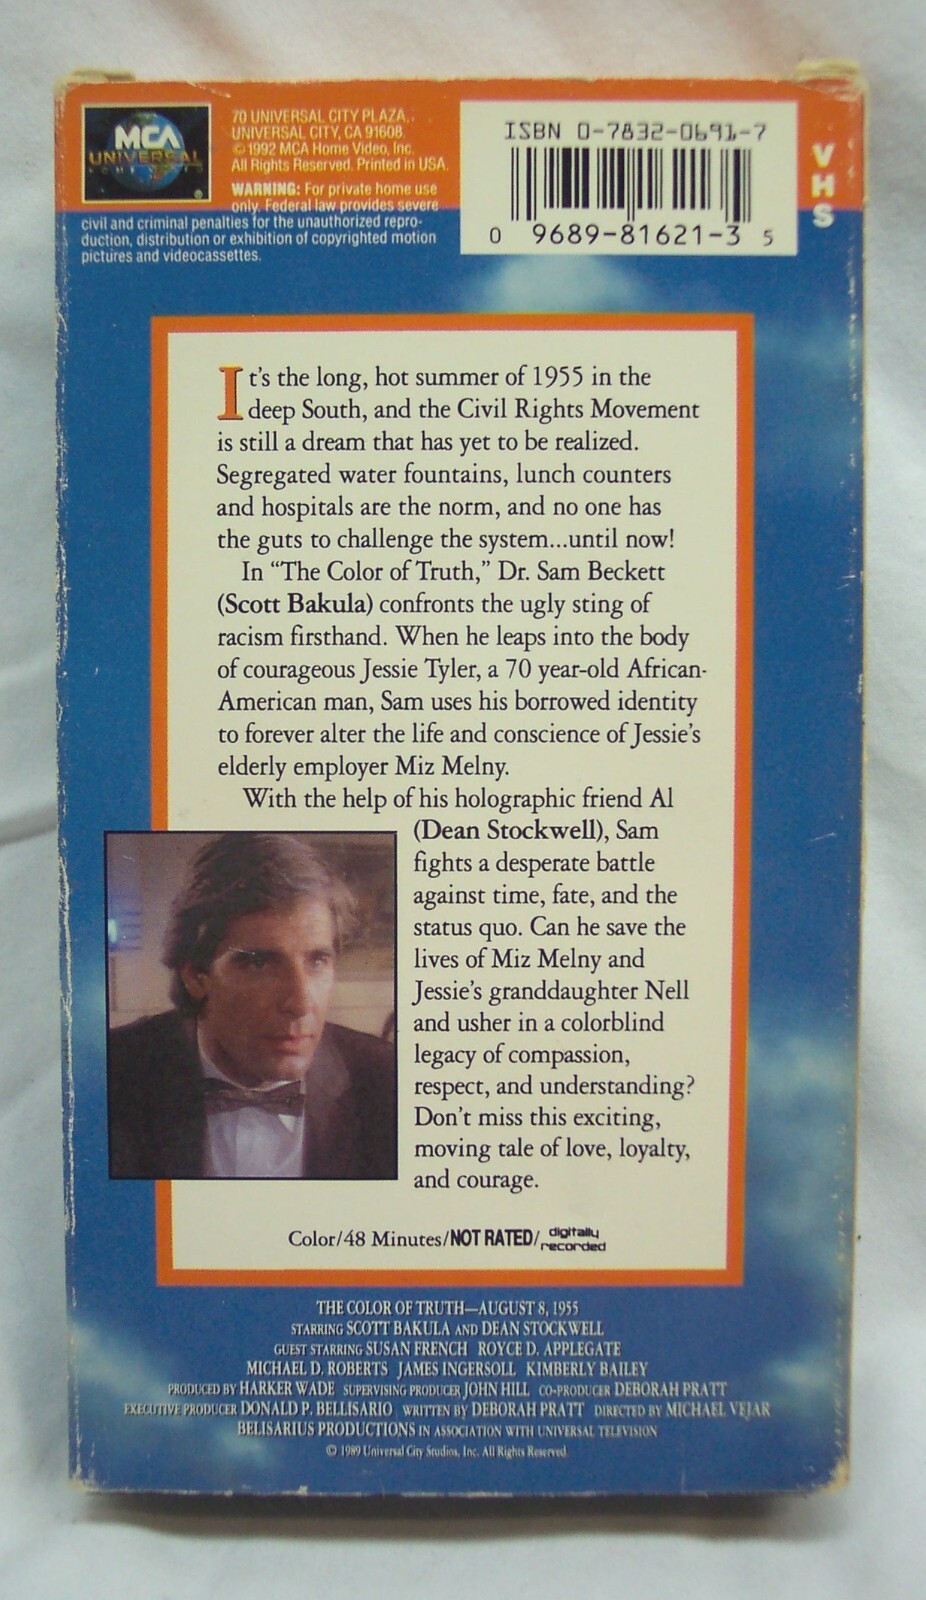 MCA
UNIVERSAL
HOME VIDEO
®
70 UNIVERSAL CITY PLAZA,
UNIVERSAL CITY, CA 91608
© 1992 MCA Home Video, Inc.
All Rights Reserved. Printed in USA.
WARNING: For private home use
only. Federal law provides severe
civil and criminal penalties for the unauthorized repro-
duction, distribution or exhibition of copyrighted motion
pictures and videocassettes.
ISBN 0-7832-0691-7
0 9689-81621-3 5
VHS
It's the long, hot summer of 1955 in the
deep South, and the Civil Rights Movement
is still a dream that has yet to be realized.
Segregated water fountains, lunch counters
and hospitals are the norm, and no one has
the guts to challenge the system...until now!
In “The Color of Truth,” Dr. Sam Beckett
(Scott Bakula) confronts the ugly sting of
racism firsthand. When he leaps into the body
of courageous Jessie Tyler, a 70 year-old African-
American man, Sam uses his borrowed identity
to forever alter the life and conscience of Jessie's
elderly employer Miz Melny.
With the help of his holographic friend Al
(Dean Stockwell), Sam
fights a desperate battle
against time, fate, and the
status quo. Can he save the
lives of Miz Melny and
Jessie's granddaughter Nell
and usher in a colorblind
legacy of compassion,
respect, and understanding?
Don't miss this exciting,
moving tale of love, loyalty,
and courage.
Color/48 Minutes/NOT RATED/digitally recorded
THE COLOR OF TRUTH—AUGUST 8, 1955
STARRING SCOTT BAKULA AND DEAN STOCKWELL
GUEST STARRING SUSAN FRENCH ROYCE D. APPLEGATE
MICHAEL D. ROBERTS JAMES INGERSOLL KIMBERLY BAILEY
PRODUCED BY HARKER WADE SUPERVISING PRODUCER JOHN HILL CO-PRODUCER DEBORAH PRATT
EXECUTIVE PRODUCER DONALD P. BELLISARIO WRITTEN BY DEBORAH PRATT DIRECTED BY MICHAEL VEJAR
BELISARIUS PRODUCTIONS IN ASSOCIATION WITH UNIVERSAL TELEVISION
© 1989 Universal City Studios, Inc. All Rights Reserved